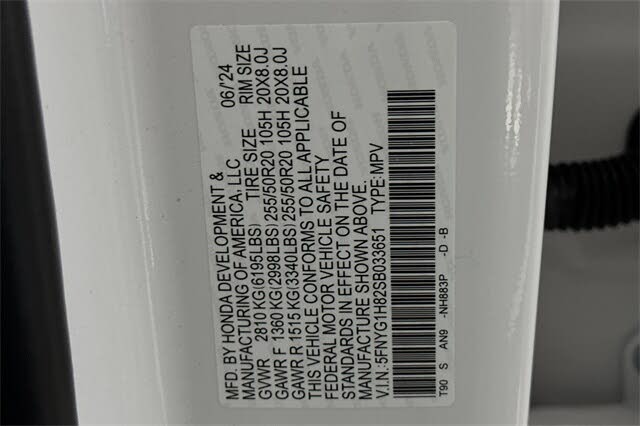 MFD. BY HONDA DEVELOPMENT & 06/'24
MANUFACTURING OF AMERICA, LLC
GVWR 2810 KG(6195LBS) TIRE SIZE RIM SIZE
GAWR F 1360 KG(2998LBS) 255/50R20 105H 20X8.0J
GAWR R 1515 KG(3340LBS) 255/50R20 105H 20X8.0J
THIS VEHICLE CONFORMS TO ALL APPLICABLE
FEDERAL MOTOR VEHICLE SAFETY
STANDARDS IN EFFECT ON THE DATE OF
MANUFACTURE SHOWN ABOVE.
V.I.N:5FNYG1H82SB033651 TYPE:MPV
T90 S AN9 -NH883P -D -B